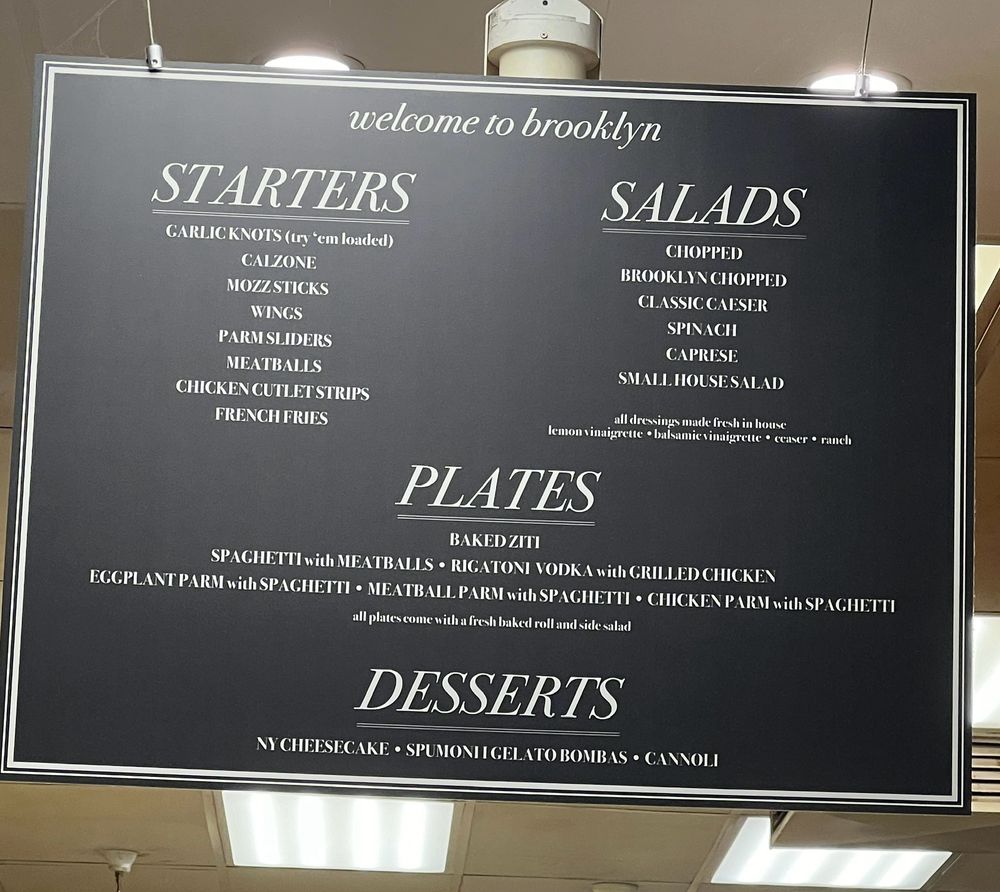 welcome to brooklyn
STARTERS
GARLIC KNOTS (try ‘em loaded)
CALZONE
MOZZ STICKS
WINGS
PARM SLIDERS
MEATBALLS
CHICKEN CUTLET STRIPS
FRENCH FRIES
SALADS
CHOPPED
BROOKLYN CHOPPED
CLASSIC CAESER
SPINACH
CAPRESE
SMALL HOUSE SALAD
all dressings made fresh in house
lemon vinaigrette • balsamic vinaigrette • ceaser • ranch
PLATES
BAKED ZITI
SPAGHETTI with MEATBALLS • RIGATONI VODKA with GRILLED CHICKEN
EGGPLANT PARM with SPAGHETTI • MEATBALL PARM with SPAGHETTI • CHICKEN PARM with SPAGHETTI
all plates come with a fresh baked roll and side salad
DESSERTS
NY CHEESECAKE • SPUMONI I GELATO BOMBAS • CANNOLI